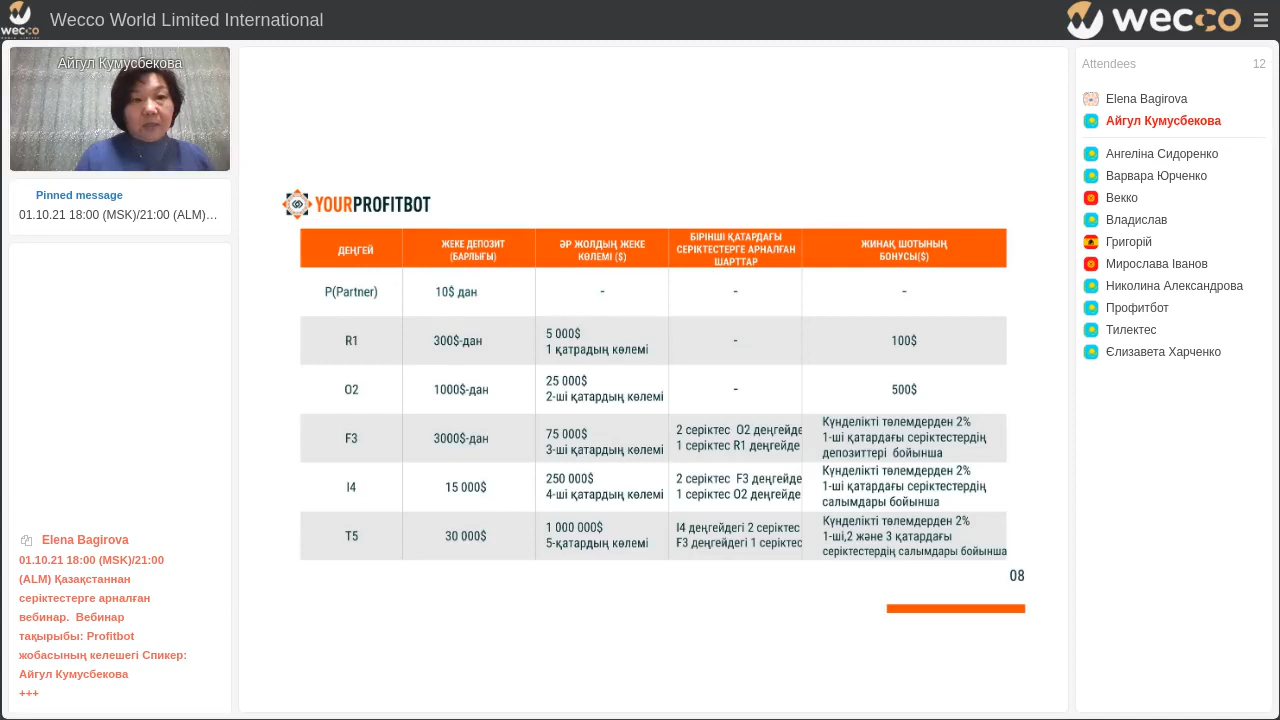 wecco
Wecco World Limited International
wecco
Айгул Кумусбекова
Pinned message
01.10.21 18:00 (MSK)/21:00 (ALM)…
Elena Bagirova
01.10.21 18:00 (MSK)/21:00
(ALM) Қазақстаннан
серіктестерге арналған
вебинар.  Вебинар
тақырыбы: Profitbot
жобасының келешегі Спикер:
Айгул Кумусбекова
+++
YOURPROFITBOT
ДЕҢГЕЙ
ЖЕКЕ ДЕПОЗИТ
(БАРЛЫҒЫ)
ӘР ЖОЛДЫҢ ЖЕКЕ
КӨЛЕМІ ($)
БІРІНШІ ҚАТАРДАҒЫ
СЕРІКТЕСТЕРГЕ АРНАЛҒАН
ШАРТТАР
ЖИНАҚ ШОТЫНЫҢ
БОНУСЫ($)
P(Partner)
10$ дан
-
-
-
R1
300$-дан
5 000$
1 қатрадың көлемі
-
100$
O2
1000$-дан
25 000$
2-ші қатардың көлемі
-
500$
F3
3000$-дан
75 000$
3-ші қатардың көлемі
2 серіктес  O2 деңгейде
1 серіктес R1 деңгейде
Күнделікті төлемдерден 2%
1-ші қатардағы серіктестердің
депозиттері  бойынша
I4
15 000$
250 000$
4-ші қатардың көлемі
2 серіктес  F3 деңгейде
1 серіктес O2 деңгейде
Күнделікті төлемдерден 2%
1-ші қатардағы серіктестердің
салымдары бойынша
T5
30 000$
1 000 000$
5-қатардың көлемі
I4 деңгейдегі 2 серіктес
F3 деңгейдегі 1 серіктес
Күнделікті төлемдерден 2%
1-ші,2 және 3 қатардағы
серіктестердің салымдары бойынша
08
Attendees 12
Elena Bagirova
Айгул Кумусбекова
Ангеліна Сидоренко
Варвара Юрченко
Векко
Владислав
Григорій
Мирослава Іванов
Николина Александрова
Профитбот
Тилектес
Єлизавета Харченко